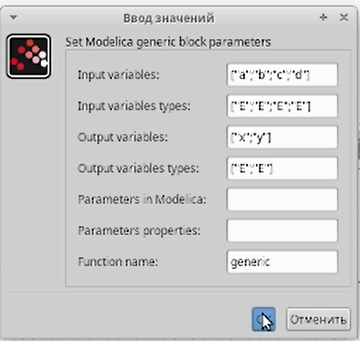 Ввод значений
Set Modelica generic block parameters
Input variables: ["a";"b";"c";"d"]
Input variables types: ["E";"E";"E";"E"]
Output variables: ["x";"y"]
Output variables types: ["E";"E"]
Parameters in Modelica:
Parameters properties:
Function name: generic
Отменить